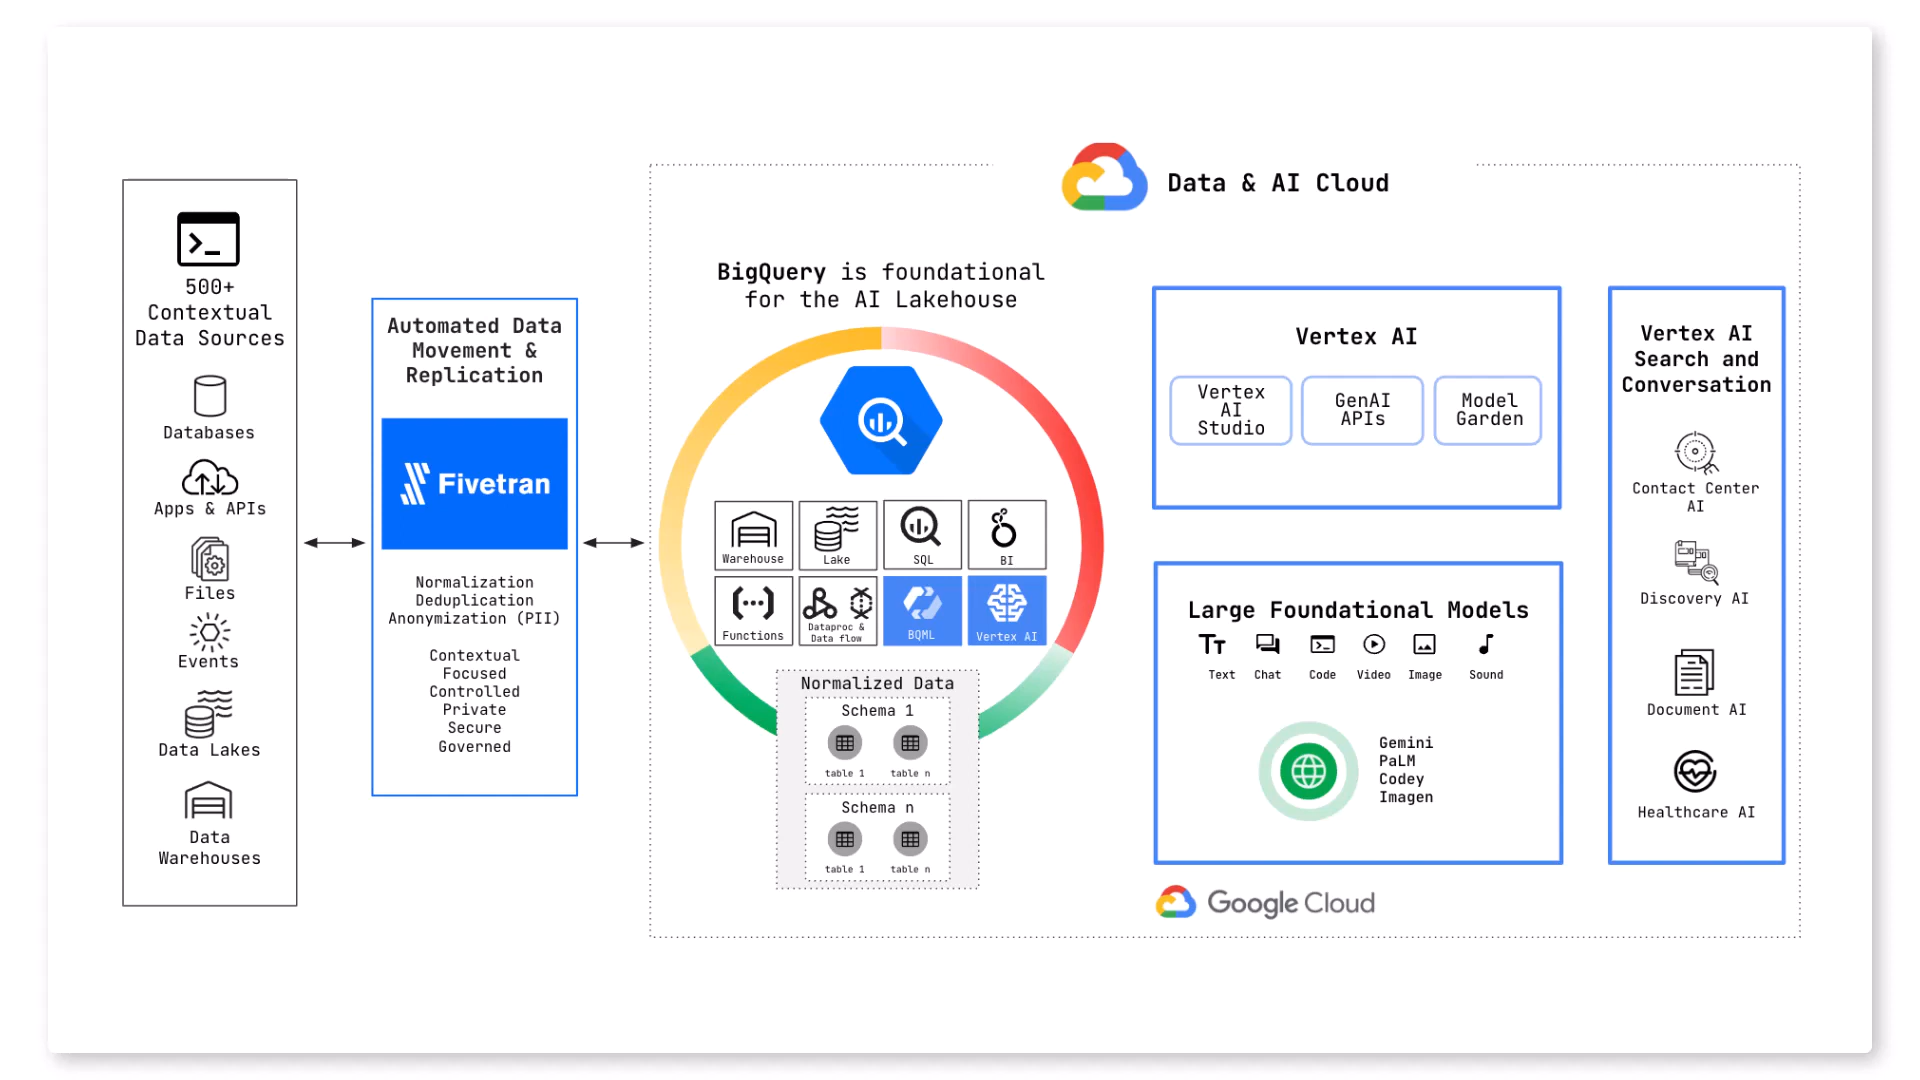 500+
Contextual
Data Sources
Databases
Apps & APIs
Files
Events
Data Lakes
Data
Warehouses
Automated Data
Movement &
Replication
Fivetran
Normalization
Deduplication
Anonymization (PII)
Contextual
Focused
Controlled
Private
Secure
Governed
Data & AI Cloud
BigQuery is foundational
for the AI Lakehouse
Warehouse
Lake
SQL
BI
Functions
Dataproc &
Data flow
BQML
Vertex AI
Normalized Data
Schema 1
table 1
table n
Schema n
table 1
table n
Vertex AI
Vertex
AI
Studio
GenAI
APIs
Model
Garden
Large Foundational Models
Text
Chat
Code
Video
Image
Sound
Gemini
PaLM
Codey
Imagen
Google Cloud
Vertex AI
Search and
Conversation
Contact Center
AI
Discovery AI
Document AI
Healthcare AI